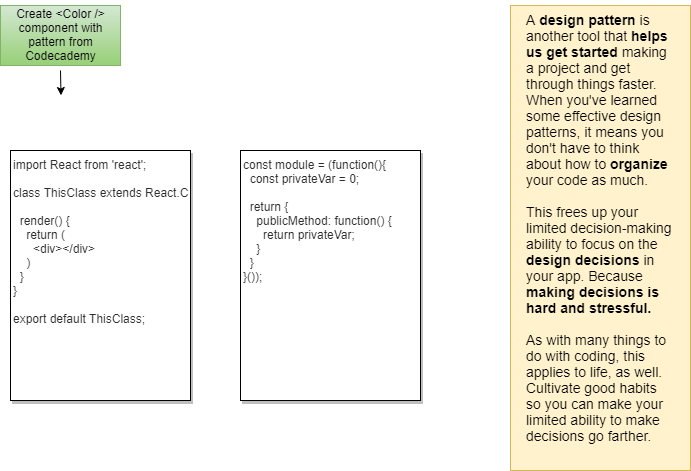 Create <Color />
component with
pattern from
Codecademy
import React from 'react';
class ThisClass extends React.C
render() {
return (
<div></div>
)
}
}
export default ThisClass;
const module = (function(){
const privateVar = 0;
return {
publicMethod: function() {
return privateVar;
}
}
}());
A design pattern is
another tool that helps
us get started making
a project and get
through things faster.
When you've learned
some effective design
patterns, it means you
don't have to think
about how to organize
your code as much.
This frees up your
limited decision-making
ability to focus on the
design decisions in
your app. Because
making decisions is
hard and stressful.
As with many things to
do with coding, this
applies to life, as well.
Cultivate good habits
so you can make your
limited ability to make
decisions go farther.